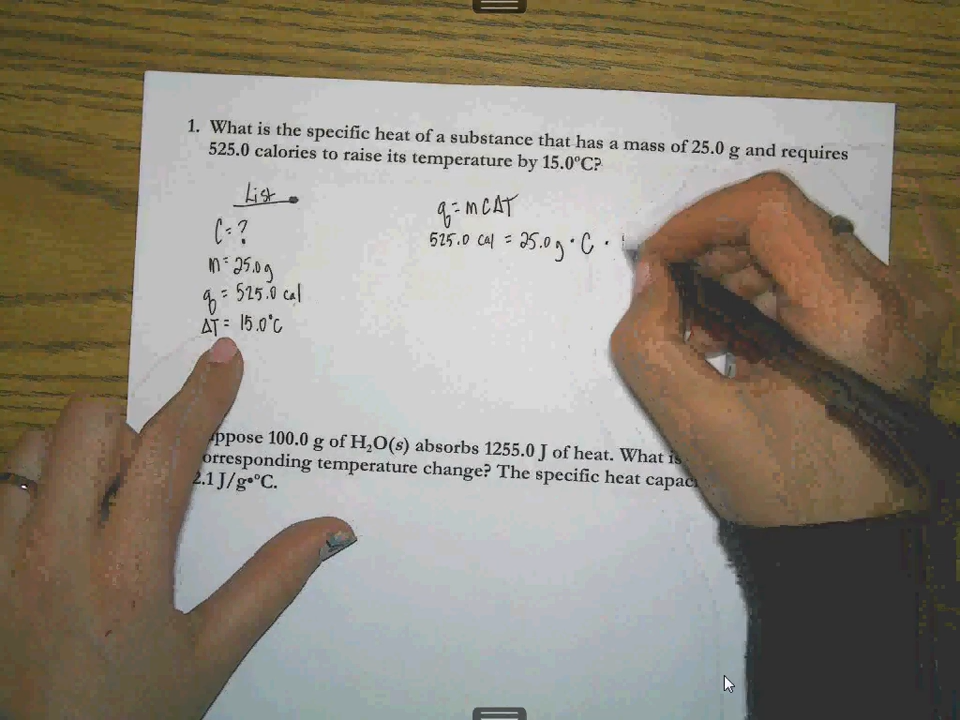 1. What is the specific heat of a substance that has a mass of 25.0 g and requires
525.0 calories to raise its temperature by 15.0°C?
List
C = ?
m = 25.0g
q = 525.0 cal
ΔT = 15.0°C
q = mCΔT
525.0 cal = 25.0g · C ·
ppose 100.0 g of H₂O(s) absorbs 1255.0 J of heat. What is
orresponding temperature change? The specific heat capac
2.1 J/g•°C.